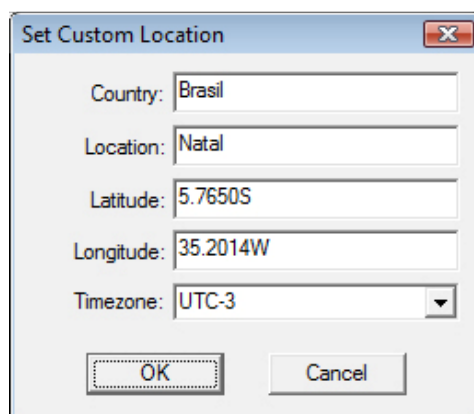 Set Custom Location
Country: Brasil
Location: Natal
Latitude: 5.7650S
Longitude: 35.2014W
Timezone: UTC-3
OK Cancel